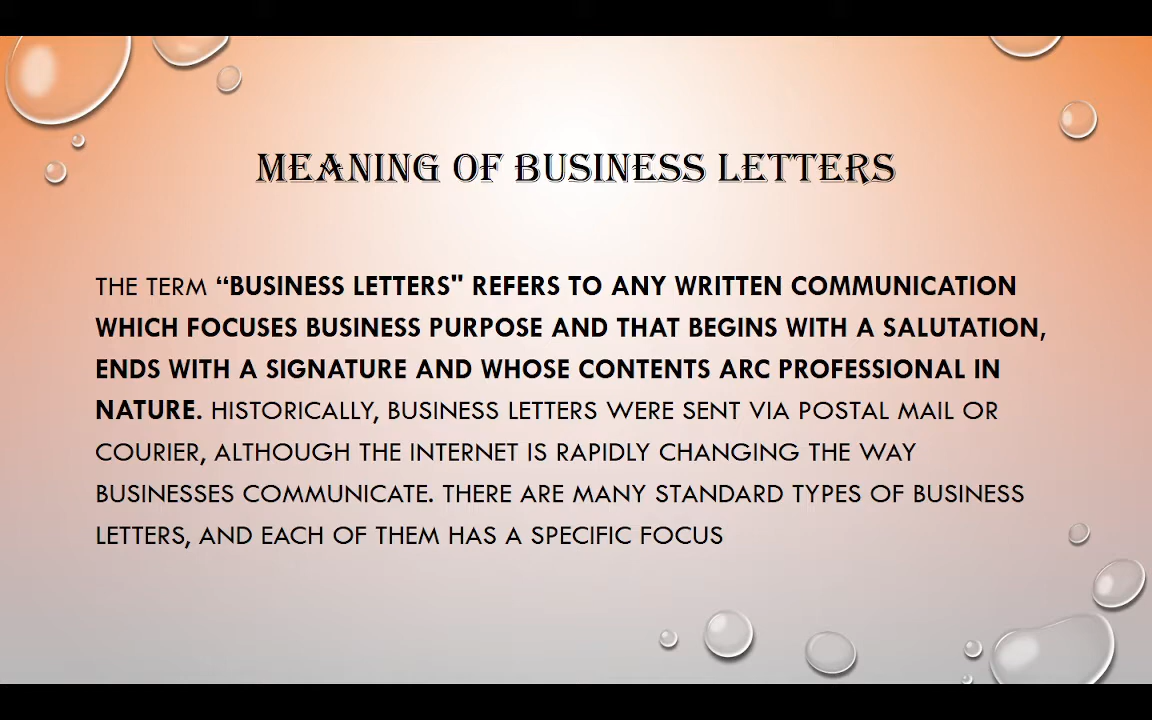 MEANING OF BUSINESS LETTERS
THE TERM “BUSINESS LETTERS" REFERS TO ANY WRITTEN COMMUNICATION
WHICH FOCUSES BUSINESS PURPOSE AND THAT BEGINS WITH A SALUTATION,
ENDS WITH A SIGNATURE AND WHOSE CONTENTS ARC PROFESSIONAL IN
NATURE. HISTORICALLY, BUSINESS LETTERS WERE SENT VIA POSTAL MAIL OR
COURIER, ALTHOUGH THE INTERNET IS RAPIDLY CHANGING THE WAY
BUSINESSES COMMUNICATE. THERE ARE MANY STANDARD TYPES OF BUSINESS
LETTERS, AND EACH OF THEM HAS A SPECIFIC FOCUS